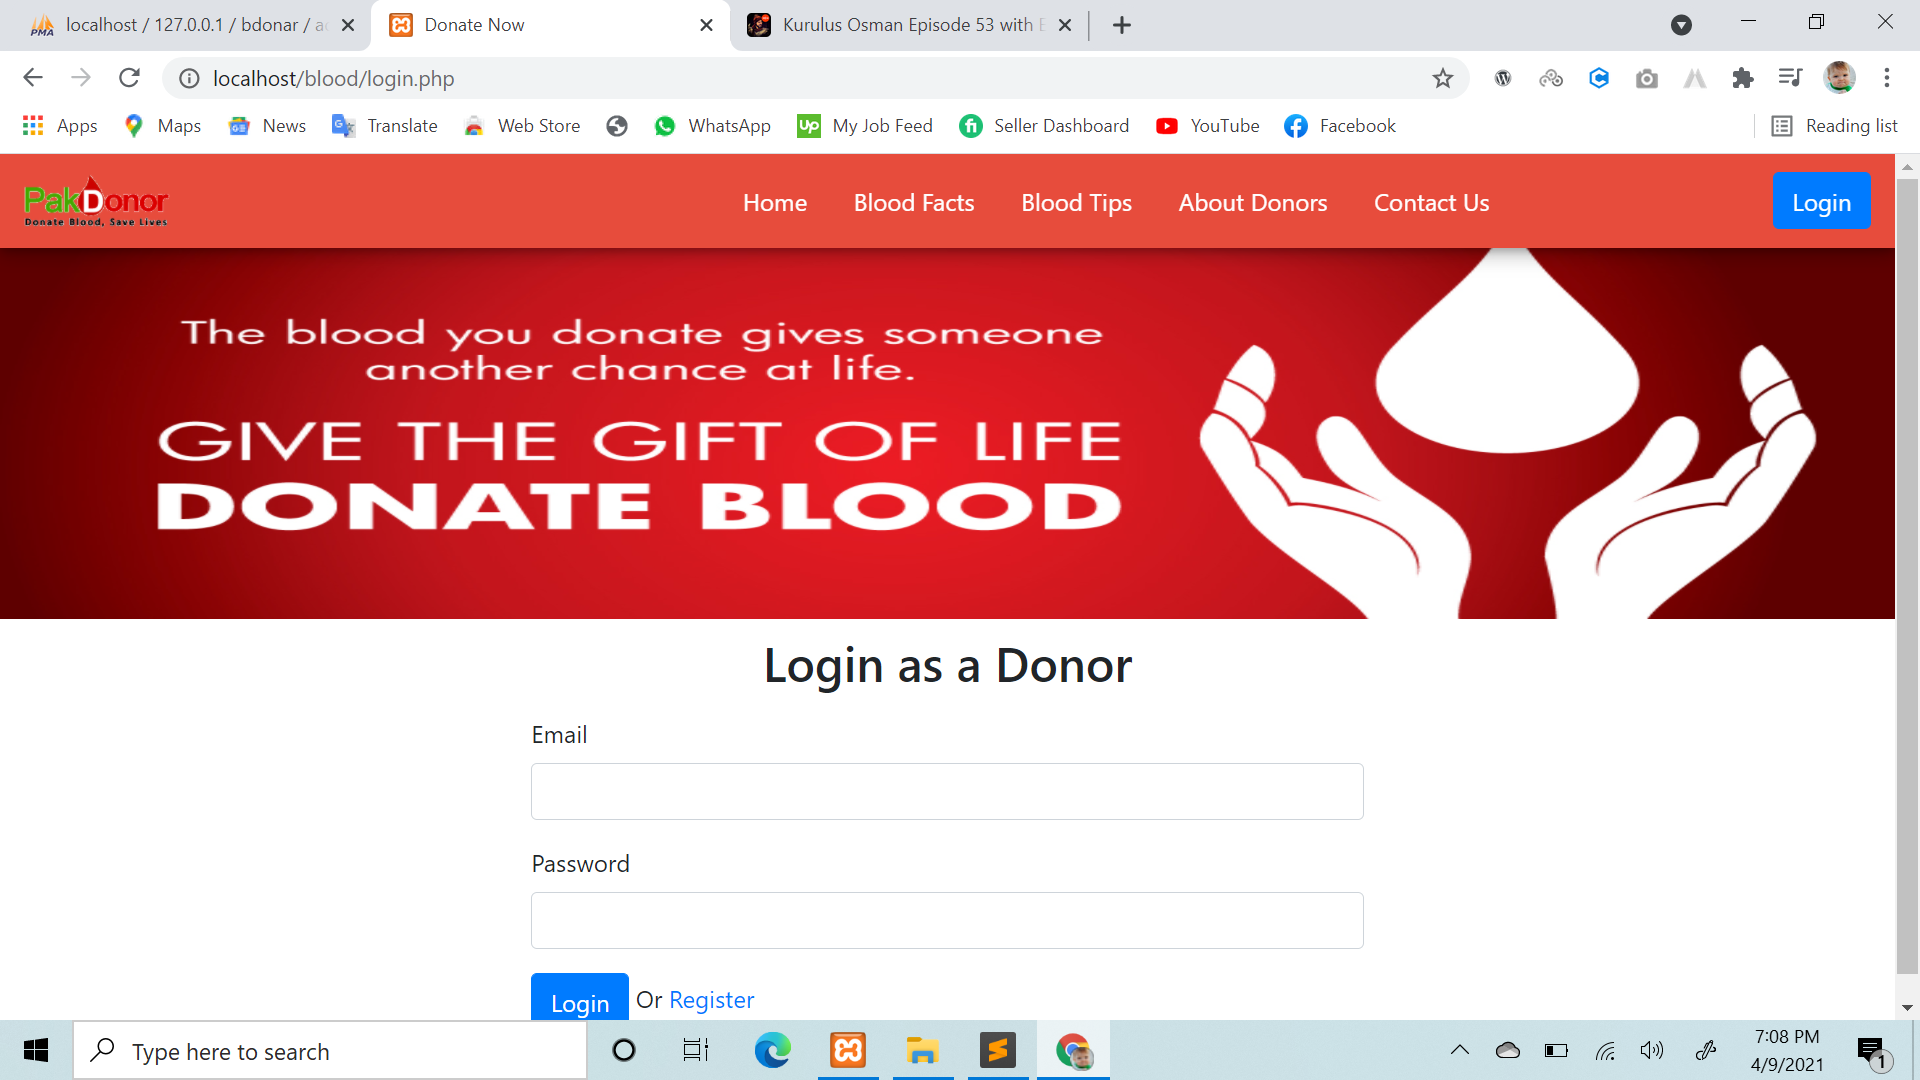 localhost / 127.0.0.1 / bdonar / a
Donate Now
Kurulus Osman Episode 53 with E
localhost/blood/login.php
Apps
Maps
News
Translate
Web Store
WhatsApp
My Job Feed
Seller Dashboard
YouTube
Facebook
Reading list
PakDonor
Donate Blood, Save Lives
Home
Blood Facts
Blood Tips
About Donors
Contact Us
Login
The blood you donate gives someone
another chance at life.
GIVE THE GIFT OF LIFE
DONATE BLOOD
Login as a Donor
Email
Password
Login Or Register
Type here to search
7:08 PM
4/9/2021
1